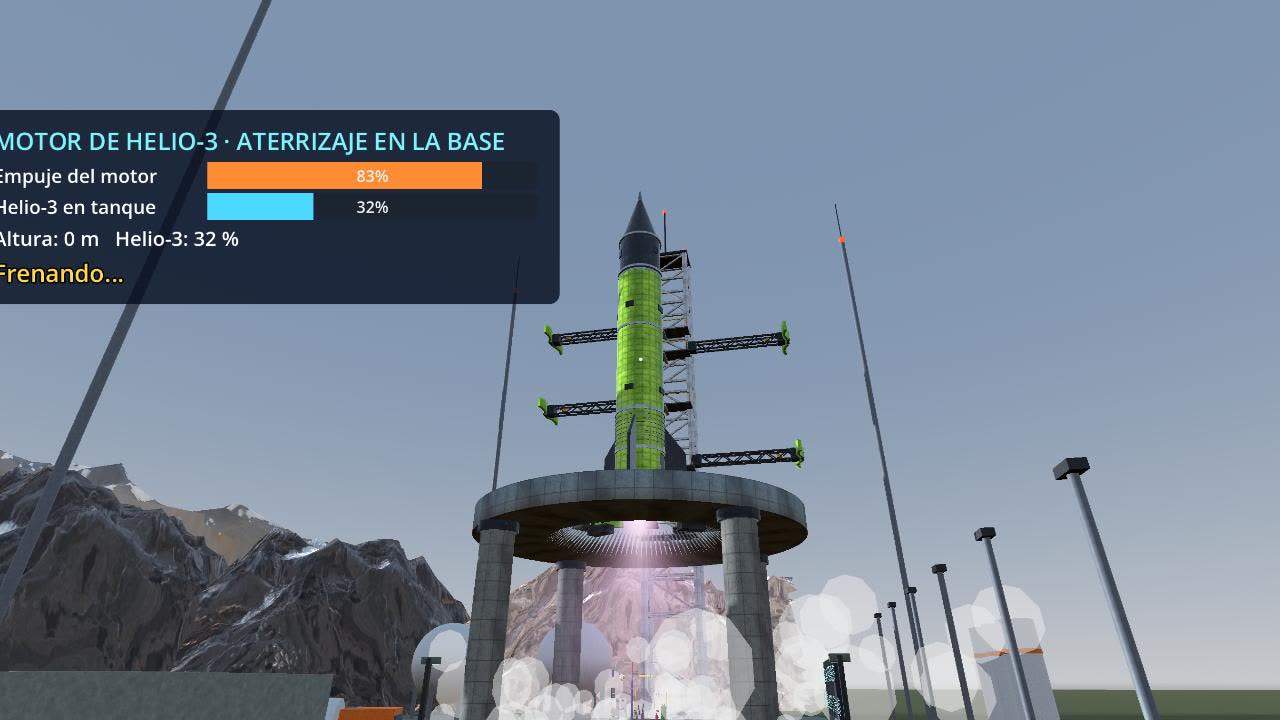 MOTOR DE HELIO-3 · ATERRIZAJE EN LA BASE
Empuje del motor 83%
Helio-3 en tanque 32%
Altura: 0 m Helio-3: 32 %
Frenando...